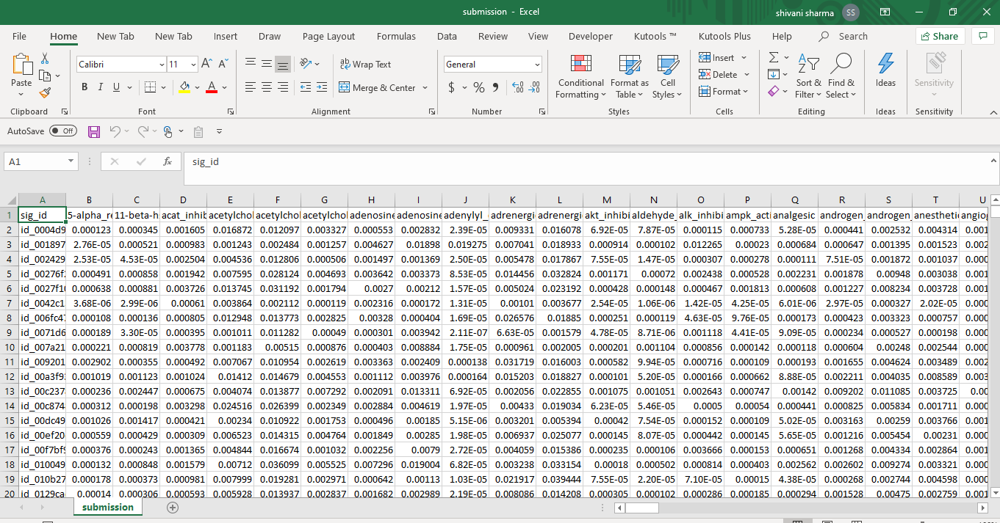 submission - Excel
shivani sharma SS
File Home New Tab New Tab Insert Draw Page Layout Formulas Data Review View Developer Kutools ™ Kutools Plus Help Search Share
Paste
Calibri 11
B I U A
ab Wrap Text
Merge & Center
General
$ % 9
Conditional Formatting
Format as Table
Cell Styles
Insert
Delete
Format
Sort & Filter
Find & Select
Ideas
Sensitivity
Clipboard Font Alignment Number Styles Cells Editing Ideas Sensitivity
AutoSave Off
A1 fx sig_id
A B C D E F G H I J K L M N O P Q R S T U
1 sig_id 5-alpha_re 11-beta-h acat_inhib acetylchol acetylchol acetylchol adenosine adenosine adenylyl_ adrenergi adrenergi akt_inhibi aldehyde_ alk_inhibi ampk_acti analgesic androgen_ androgen_ anestheti angiog
2 id_0004d9 0.000123 0.000345 0.001605 0.016872 0.012097 0.003327 0.000553 0.002832 2.39E-05 0.009331 0.016078 6.92E-05 7.87E-05 0.000115 0.000733 5.28E-05 0.000441 0.002532 0.004314 0.001
3 id_001897 2.76E-05 0.000521 0.000983 0.01243 0.002484 0.001257 0.004627 0.01898 0.019275 0.007041 0.018933 0.000914 0.000102 0.012265 0.00023 0.000684 0.000647 0.001395 0.001523 0.002
4 id_002429 2.53E-05 4.53E-05 0.002504 0.004536 0.012806 0.000506 0.001497 0.001369 2.50E-05 0.005478 0.017867 7.55E-05 1.47E-05 0.000307 0.000278 0.000111 7.51E-05 0.001872 0.001037 0.000
5 id_00276f 0.000491 0.000858 0.001942 0.007595 0.028124 0.004693 0.003642 0.003373 8.53E-05 0.014456 0.032824 0.001171 0.00072 0.002438 0.000528 0.002231 0.001878 0.00948 0.003038 0.001
6 id_0027f1 0.000638 0.000881 0.003726 0.013745 0.031192 0.001794 0.0027 0.00212 1.57E-05 0.005024 0.023192 0.000428 0.000148 0.000467 0.001813 0.000608 0.001227 0.008234 0.003728 0.001
7 id_0042c1 3.68E-06 2.99E-06 0.00061 0.003864 0.002112 0.000119 0.002316 0.000172 1.31E-05 0.00101 0.003677 2.54E-05 1.06E-06 1.42E-05 4.25E-05 6.01E-06 2.97E-05 0.000327 2.02E-05 0.000
8 id_006fc4 0.000108 0.000136 0.000805 0.012948 0.013773 0.002825 0.00328 0.000404 1.69E-05 0.026576 0.01885 0.000251 0.000119 4.63E-05 9.76E-05 0.000173 0.000423 0.003323 0.000757 0.000
9 id_0071d6 0.000189 3.30E-05 0.000395 0.001011 0.011282 0.00049 0.000301 0.003942 2.11E-07 6.63E-05 0.001579 4.78E-05 8.71E-06 0.001118 4.41E-05 9.09E-05 0.000234 0.000527 0.000198 0.000
10 id_007a21 0.000221 0.000819 0.003778 0.001183 0.00515 0.000876 0.000403 0.008884 1.75E-05 0.000961 0.002005 0.000201 0.001104 0.000856 0.000142 0.000118 0.000604 0.00248 0.002544 0.000
11 id_009201 0.002902 0.000355 0.000492 0.007067 0.010954 0.002619 0.003363 0.002409 0.000138 0.031719 0.016003 0.000582 9.94E-05 0.000716 0.000109 0.000193 0.001655 0.004624 0.003489 0.002
12 id_00a3f9 0.001019 0.001123 0.001024 0.01412 0.014679 0.004553 0.001112 0.003976 0.000164 0.015203 0.018827 0.000101 5.20E-05 0.000166 0.000662 8.88E-05 0.002211 0.004035 0.008589 0.003
13 id_00c237 0.000236 0.002447 0.000675 0.004074 0.013877 0.007292 0.002091 0.013311 6.92E-05 0.002056 0.022855 0.001075 0.001051 0.002643 0.000747 0.00142 0.009202 0.011085 0.003725 0.00
14 id_00c874 0.000312 0.000198 0.003298 0.024516 0.026399 0.002349 0.002884 0.004619 1.97E-05 0.00433 0.019034 6.23E-05 5.46E-05 0.0005 0.00054 0.000441 0.000825 0.005834 0.001711 0.000
15 id_00dc49 0.001026 0.001417 0.000421 0.00234 0.010922 0.001753 0.000496 0.00185 5.15E-06 0.003201 0.005394 0.00042 7.54E-05 0.000152 0.000109 5.02E-05 0.003163 0.00259 0.003766 0.001
16 id_00ef20 0.000559 0.000429 0.000309 0.006523 0.014315 0.004764 0.001849 0.00285 1.98E-05 0.006937 0.025077 0.000145 8.07E-05 0.000442 0.000145 5.65E-05 0.001216 0.005454 0.00231 0.000
17 id_00f7bf9 0.000376 0.000243 0.001365 0.004844 0.016674 0.001032 0.002256 0.0079 2.72E-05 0.004059 0.015386 0.000235 0.000106 0.003666 0.000153 0.000651 0.001268 0.004334 0.002864 0.001
18 id_010049 0.000132 0.000848 0.001579 0.00712 0.036099 0.005525 0.007296 0.019004 6.82E-05 0.003238 0.033154 0.00018 0.000502 0.000814 0.000403 0.002562 0.002602 0.009274 0.003321 0.000
19 id_010b27 0.000178 0.000373 0.000981 0.007999 0.019281 0.002971 0.000642 0.00113 1.03E-05 0.021917 0.039444 7.55E-05 2.20E-05 7.10E-05 0.00015 4.38E-05 0.000268 0.002744 0.004598 0.000
20 id_0129ca 0.00014 0.000306 0.000593 0.005928 0.013937 0.002837 0.001682 0.002989 2.19E-05 0.008086 0.014208 0.000305 0.000102 0.000286 0.000185 0.000294 0.001528 0.00475 0.002759 0.001
submission